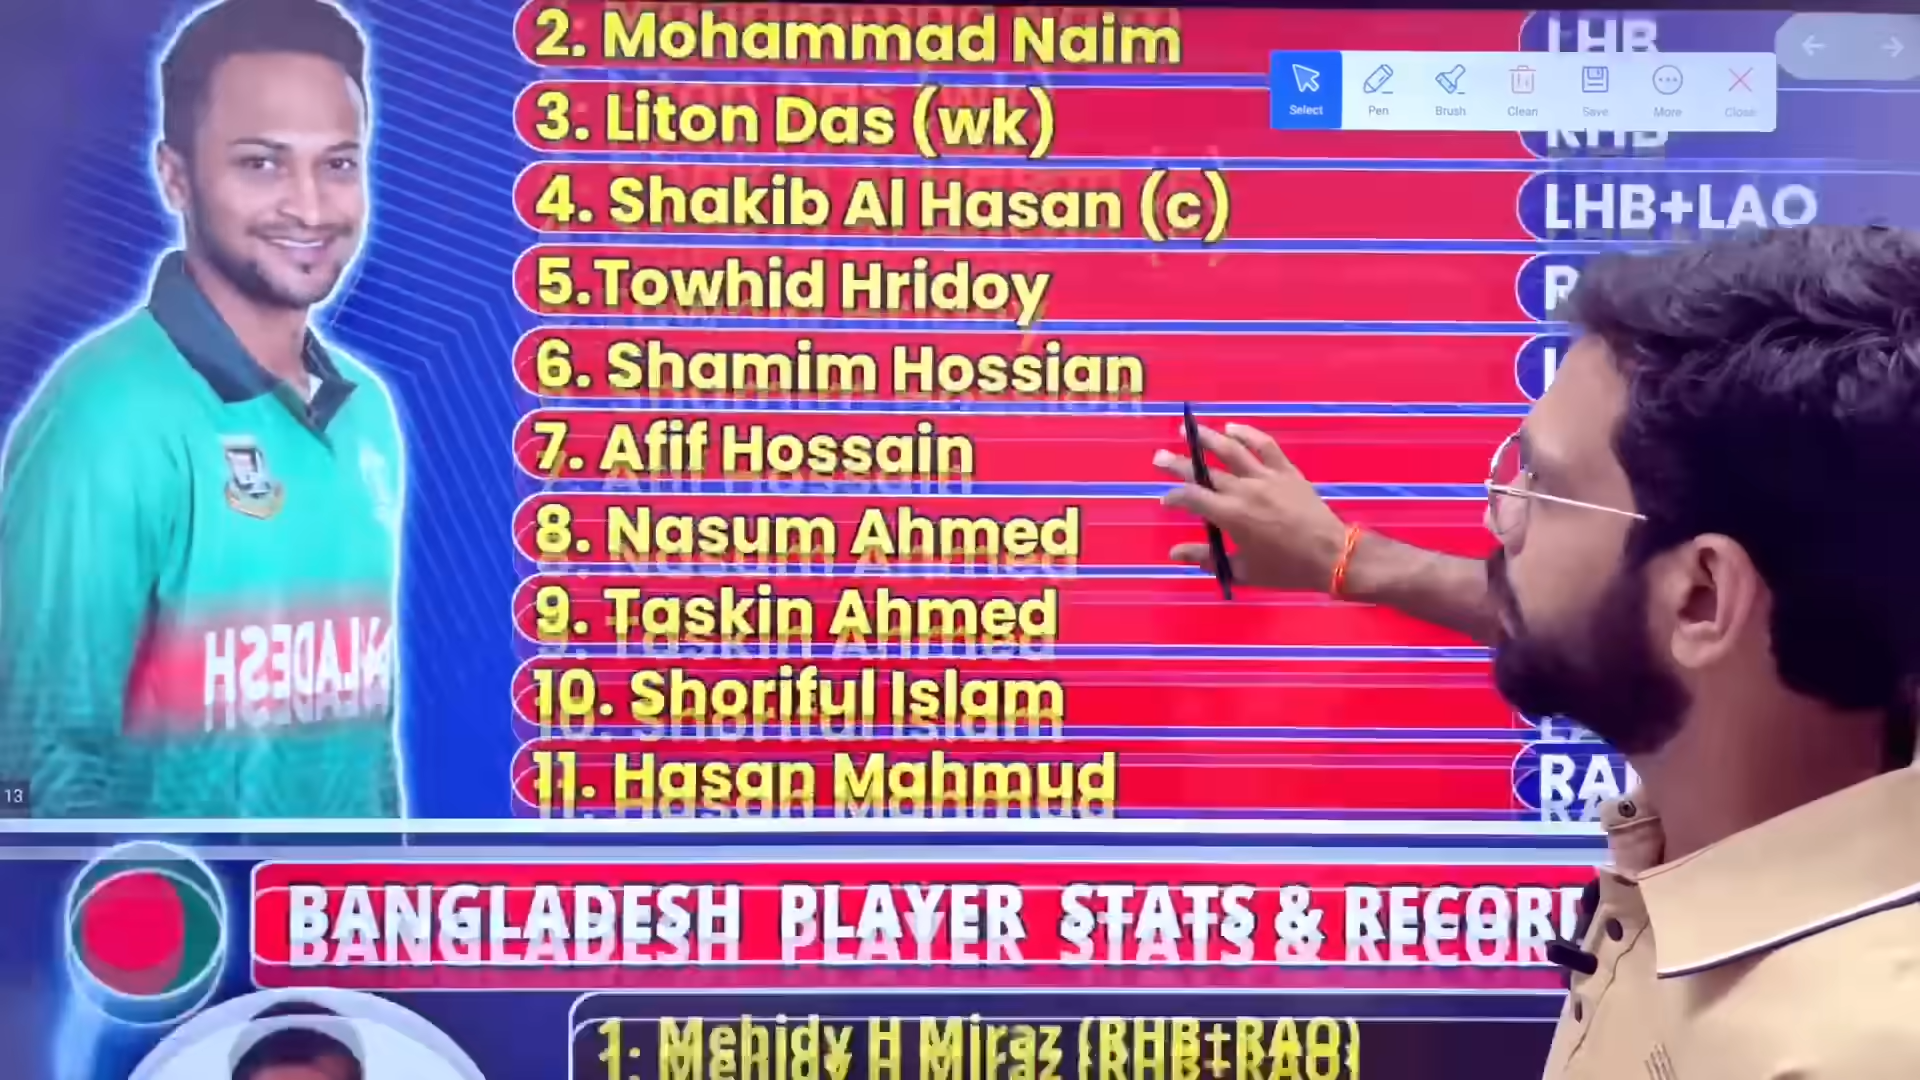 2. Mohammad Naim LHB
Select Pen Brush Clean Save More Close
3. Liton Das (wk) RHB
4. Shakib Al Hasan (c) LHB+LAO
5.Towhid Hridoy
6. Shamim Hossian
7. Afif Hossain
8. Nasum Ahmed
9. Taskin Ahmed
10. Shoriful Islam
11. Hasan Mahmud
13
BANGLADESH PLAYER STATS &
1. Mehidy H Miraz (RHB+RAO)